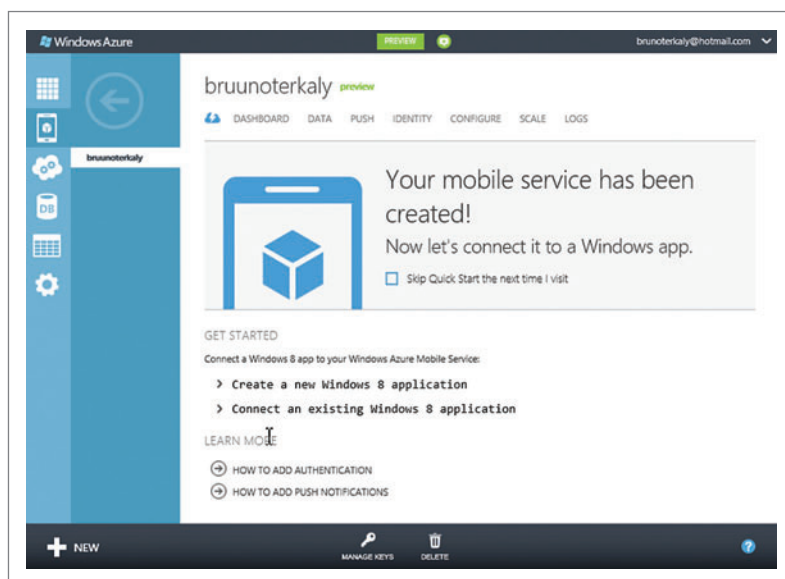 Windows Azure
PREVIEW
brunoterkaly@hotmail.com
bruunoterkaly preview
DASHBOARD DATA PUSH IDENTITY CONFIGURE SCALE LOGS
bruunoterkaly
DB
Your mobile service has been
created!
Now let's connect it to a Windows app.
Skip Quick Start the next time I visit
GET STARTED
Connect a Windows 8 app to your Windows Azure Mobile Service:
Create a new Windows 8 application
Connect an existing Windows 8 application
LEARN MORE
HOW TO ADD AUTHENTICATION
HOW TO ADD PUSH NOTIFICATIONS
NEW
MANAGE KEYS
DELETE
?